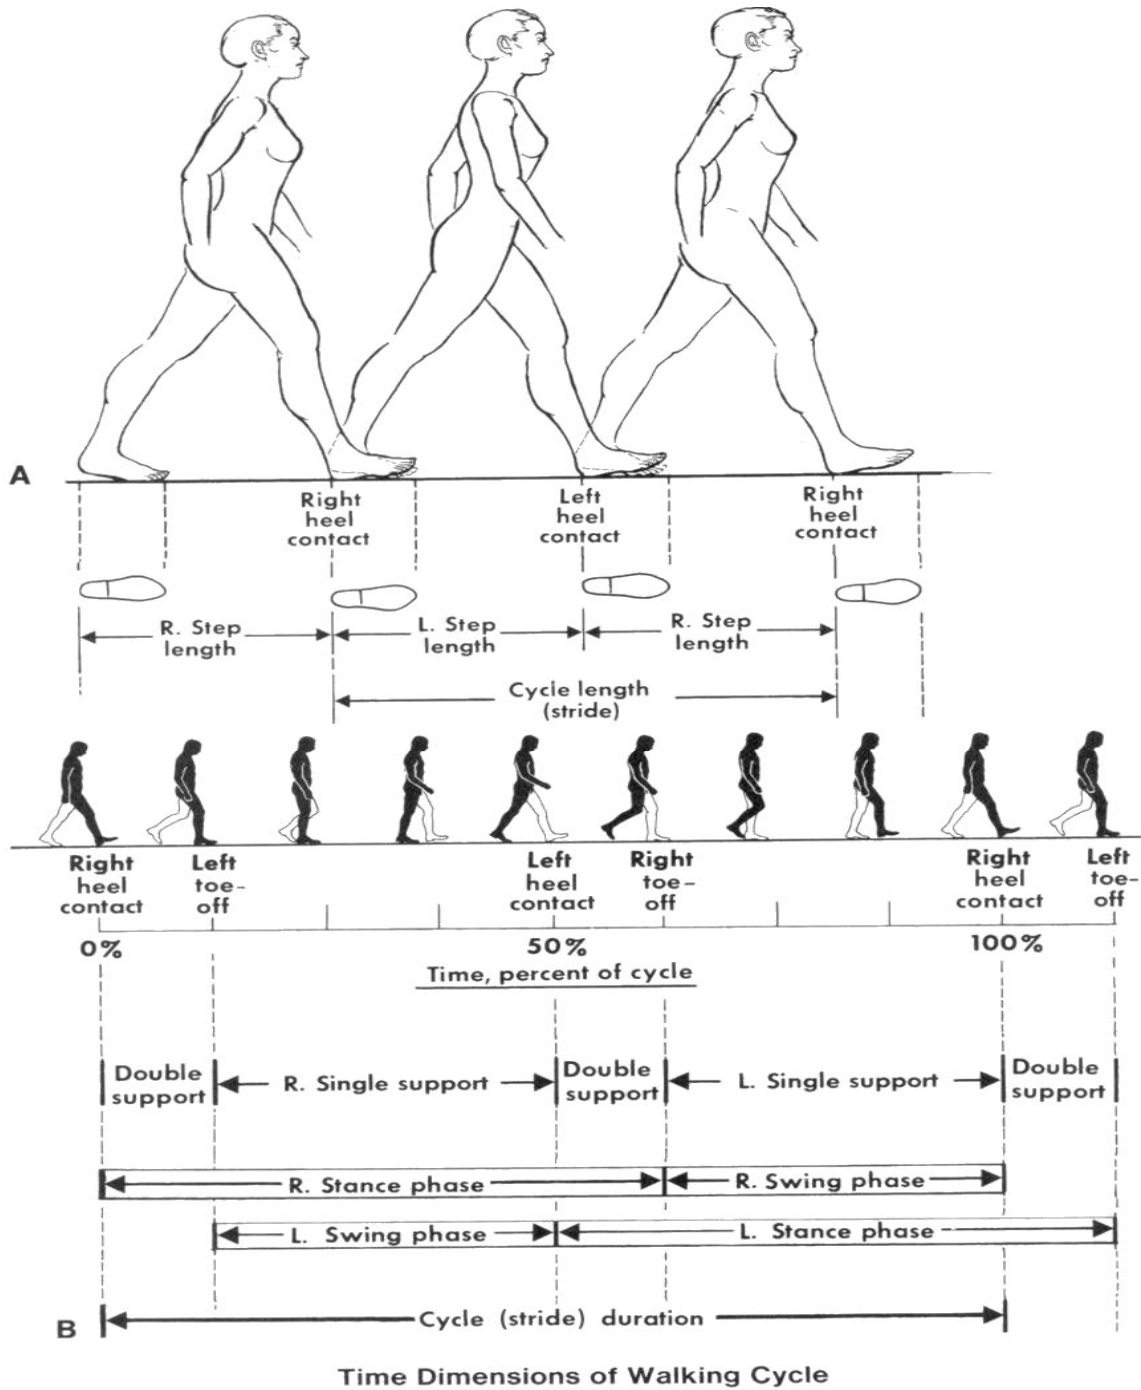 A
Right
heel
contact
Left
heel
contact
Right
heel
contact
R. Step
length
L. Step
length
R. Step
length
Cycle length
(stride)
Right
heel
contact
Left
toe-
off
Left
heel
contact
Right
toe-
off
Right
heel
contact
Left
toe-
off
0%
50%
100%
Time, percent of cycle
Double
support
R. Single support
Double
support
L. Single support
Double
support
R. Stance phase
R. Swing phase
L. Swing phase
L. Stance phase
Cycle (stride) duration
B
Time Dimensions of Walking Cycle